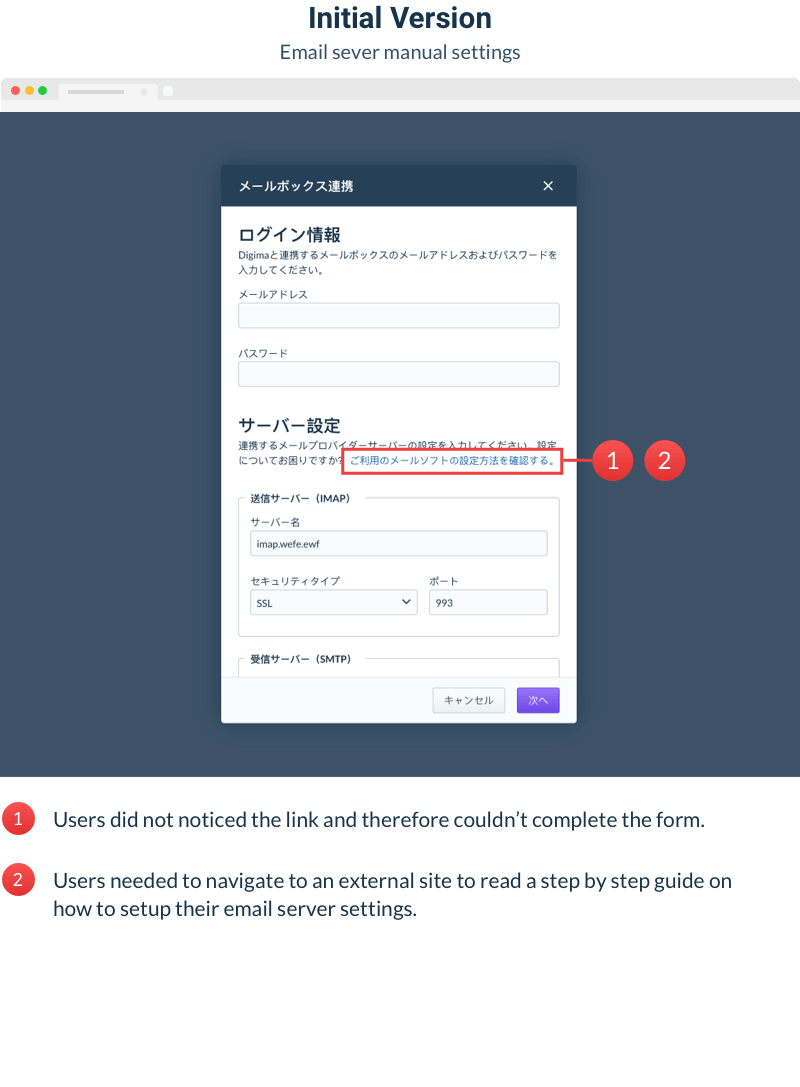 Initial Version
Email sever manual settings
メールボックス連携
ログイン情報
Digimaと連携するメールボックスのメールアドレスおよびパスワードを
入力してください。
メールアドレス
パスワード
サーバー設定
連携するメールプロバイダーサーバーの設定を入力してください。設定
についてお困りですか? ご利用のメールソフトの設定方法を確認する。
1 2
送信サーバー（IMAP）
サーバー名
imap.wefe.ewf
セキュリティタイプ ポート
SSL 993
受信サーバー（SMTP）
キャンセル 次へ
1 Users did not noticed the link and therefore couldn’t complete the form.
2 Users needed to navigate to an external site to read a step by step guide on
how to setup their email server settings.